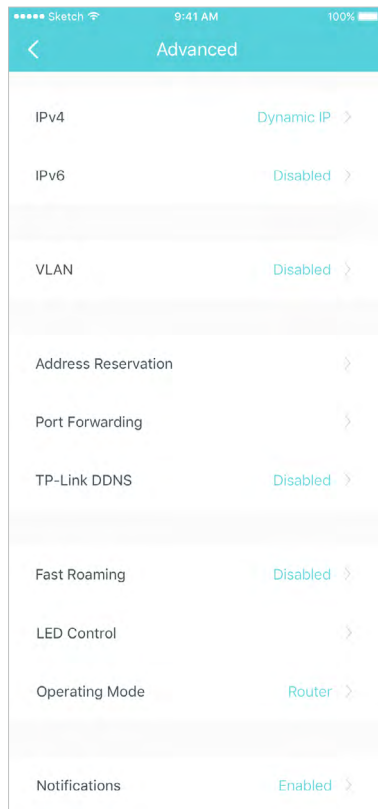 Sketch 9:41 AM 100%
Advanced
IPv4 Dynamic IP
IPv6 Disabled
VLAN Disabled
Address Reservation
Port Forwarding
TP-Link DDNS Disabled
Fast Roaming Disabled
LED Control
Operating Mode Router
Notifications Enabled